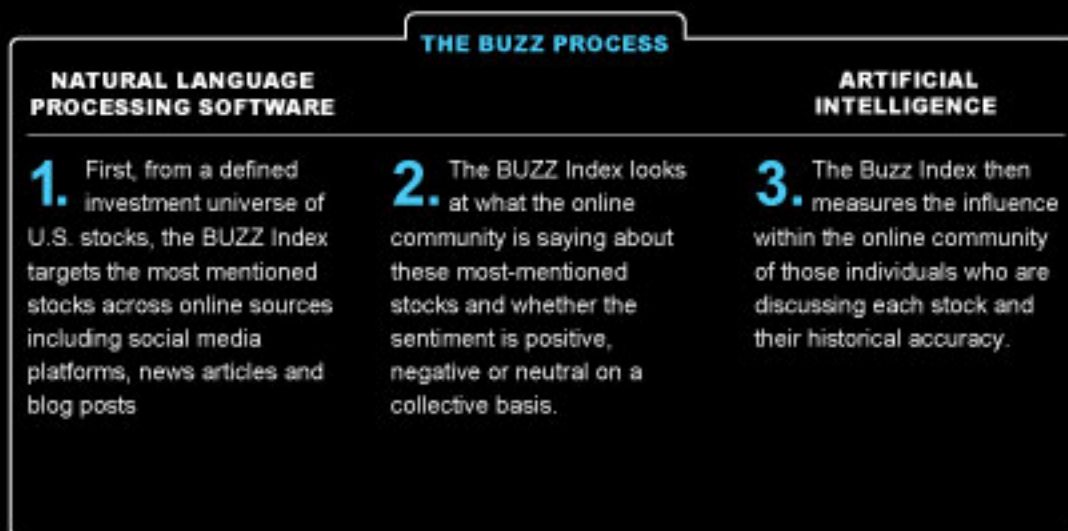 THE BUZZ PROCESS
NATURAL LANGUAGE
PROCESSING SOFTWARE
1. First, from a defined
investment universe of
U.S. stocks, the BUZZ Index
targets the most mentioned
stocks across online sources
including social media
platforms, news articles and
blog posts
2. The BUZZ Index looks
at what the online
community is saying about
these most-mentioned
stocks and whether the
sentiment is positive,
negative or neutral on a
collective basis.
ARTIFICIAL
INTELLIGENCE
3. The Buzz Index then
measures the influence
within the online community
of those individuals who are
discussing each stock and
their historical accuracy.